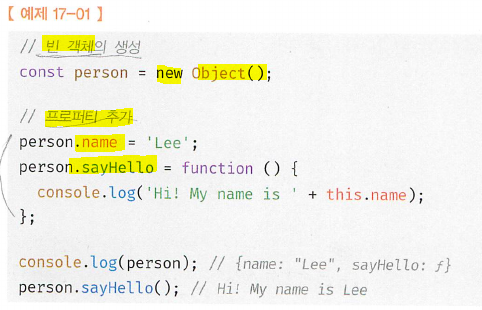 [ 예제 17-01 ]
// 빈 객체의 생성
const person = new Object();
// 프로퍼티 추가
person.name = 'Lee';
person.sayHello = function () {
  console.log('Hi! My name is ' + this.name);
};
console.log(person); // {name: "Lee", sayHello: ƒ}
person.sayHello(); // Hi! My name is Lee